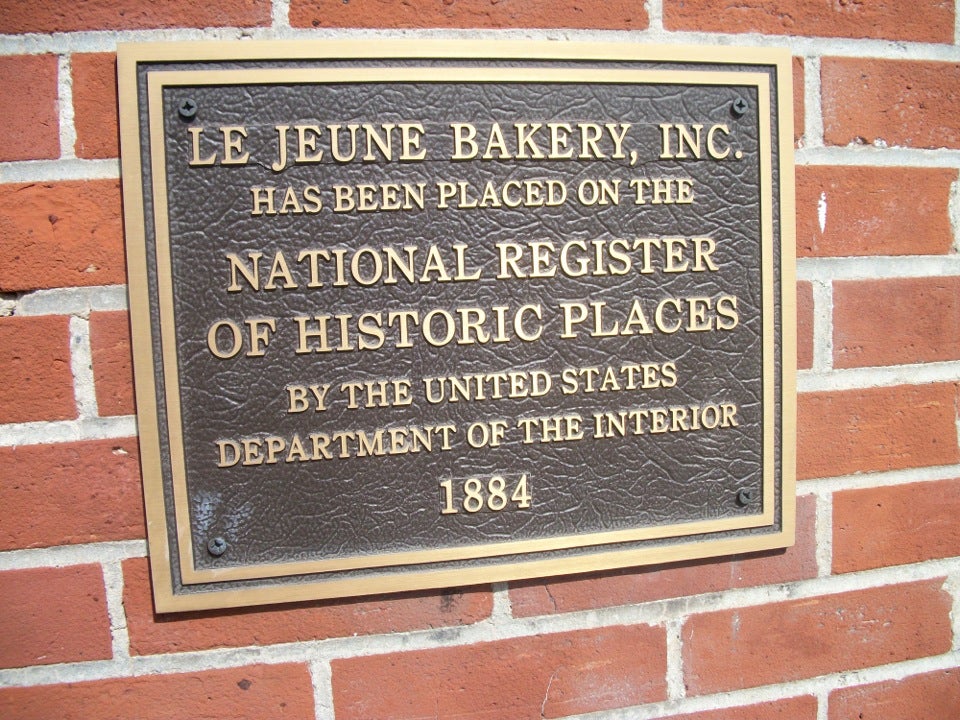 LE JEUNE BAKERY, INC.
HAS BEEN PLACED ON THE
NATIONAL REGISTER
OF HISTORIC PLACES
BY THE UNITED STATES
DEPARTMENT OF THE INTERIOR
1884